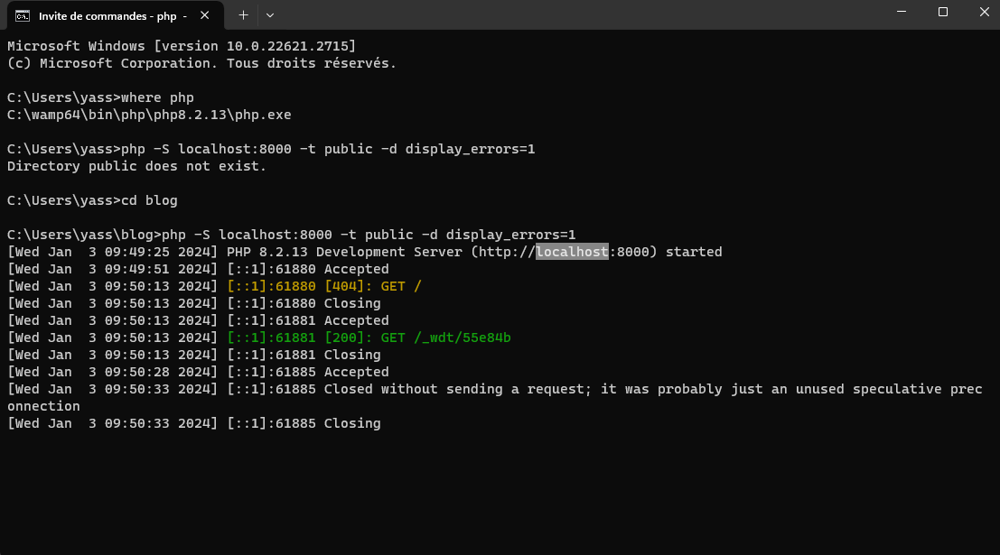 Invite de commandes - php  -
Microsoft Windows [version 10.0.22621.2715]
(c) Microsoft Corporation. Tous droits réservés.
C:\Users\yass>where php
C:\wamp64\bin\php\php8.2.13\php.exe
C:\Users\yass>php -S localhost:8000 -t public -d display_errors=1
Directory public does not exist.
C:\Users\yass>cd blog
C:\Users\yass\blog>php -S localhost:8000 -t public -d display_errors=1
[Wed Jan  3 09:49:25 2024] PHP 8.2.13 Development Server (http://localhost:8000) started
[Wed Jan  3 09:49:51 2024] [::1]:61880 Accepted
[Wed Jan  3 09:50:13 2024] [::1]:61880 [404]: GET /
[Wed Jan  3 09:50:13 2024] [::1]:61880 Closing
[Wed Jan  3 09:50:13 2024] [::1]:61881 Accepted
[Wed Jan  3 09:50:13 2024] [::1]:61881 [200]: GET /_wdt/55e84b
[Wed Jan  3 09:50:13 2024] [::1]:61881 Closing
[Wed Jan  3 09:50:28 2024] [::1]:61885 Accepted
[Wed Jan  3 09:50:33 2024] [::1]:61885 Closed without sending a request; it was probably just an unused speculative prec
onnection
[Wed Jan  3 09:50:33 2024] [::1]:61885 Closing